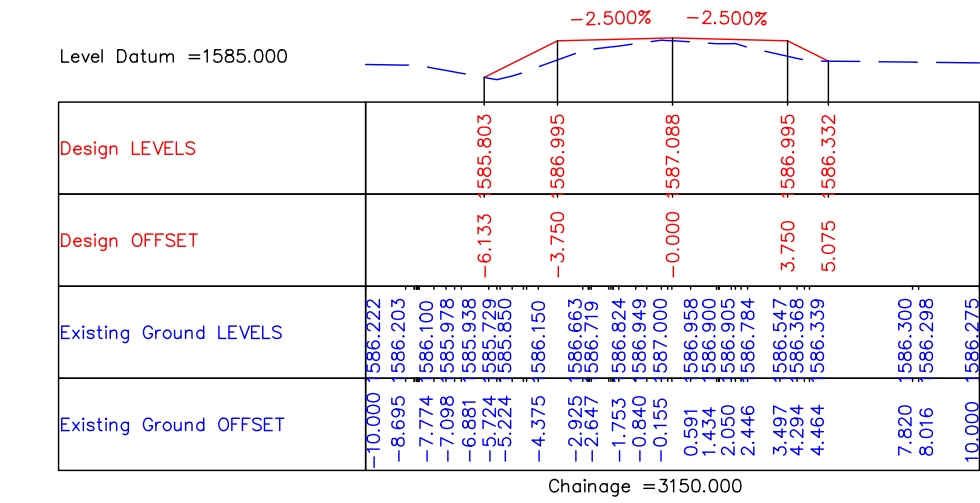 -2.500% -2.500%
Level Datum =1585.000
Design LEVELS 1585.803 1586.995 1587.088 1586.995 1586.332
Design OFFSET -6.133 -3.750 -0.000 3.750 5.075
Existing Ground LEVELS 1586.222 1586.203 1586.100 1585.978 1585.938 1585.729 1585.850 1586.150 1586.663 1586.719 1586.824 1586.949 1587.000 1586.958 1586.900 1586.905 1586.784 1586.547 1586.368 1586.339 1586.300 1586.298 1586.275
Existing Ground OFFSET -10.000 -8.695 -7.774 -7.098 -6.881 -5.724 -5.224 -4.375 -2.925 -2.647 -1.753 -0.840 -0.155 0.591 1.434 2.050 2.446 3.497 4.294 4.464 7.820 8.016 10.000
Chainage =3150.000